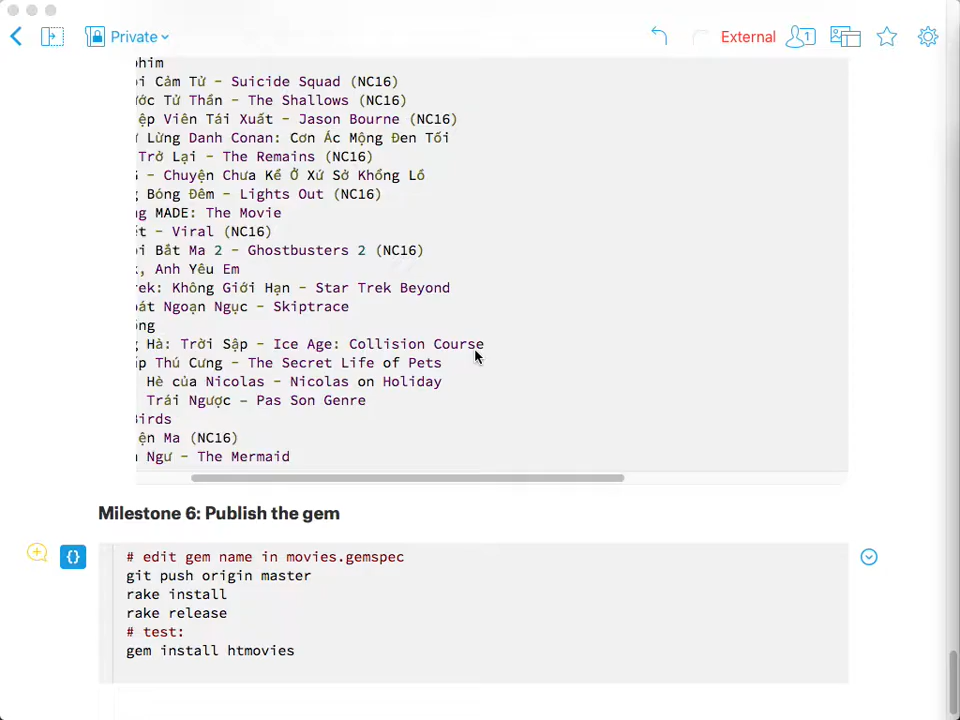 Private
External
1
him
i Cảm Tử - Suicide Squad (NC16)
ớc Tử Thần - The Shallows (NC16)
ệp Viên Tái Xuất - Jason Bourne (NC16)
Lừng Danh Conan: Cơn Ác Mộng Đen Tối
Trở Lại - The Remains (NC16)
- Chuyện Chưa Kể Ở Xứ Sở Khổng Lồ
Bóng Đêm - Lights Out (NC16)
g MADE: The Movie
t - Viral (NC16)
i Bắt Ma 2 - Ghostbusters 2 (NC16)
, Anh Yêu Em
rek: Không Giới Hạn - Star Trek Beyond
át Ngoạn Ngục - Skiptrace
ng
Hà: Trời Sập - Ice Age: Collision Course
p Thú Cưng - The Secret Life of Pets
Hè của Nicolas - Nicolas on Holiday
Trái Ngược – Pas Son Genre
Birds
ện Ma (NC16)
Ngư - The Mermaid
Milestone 6: Publish the gem
{}
# edit gem name in movies.gemspec
git push origin master
rake install
rake release
# test:
gem install htmovies